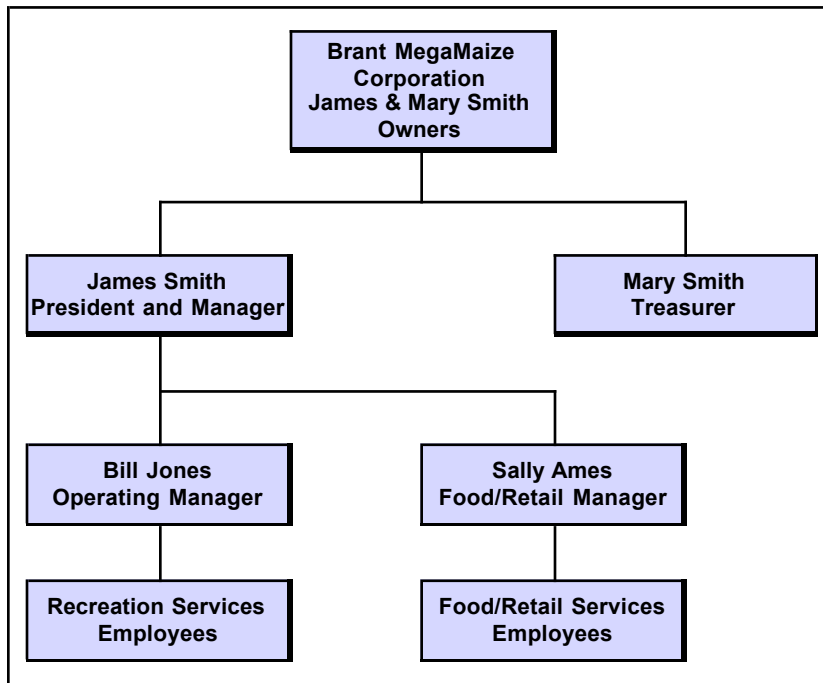 Brant MegaMaize
Corporation
James & Mary Smith
Owners
James Smith
President and Manager
Mary Smith
Treasurer
Bill Jones
Operating Manager
Sally Ames
Food/Retail Manager
Recreation Services
Employees
Food/Retail Services
Employees